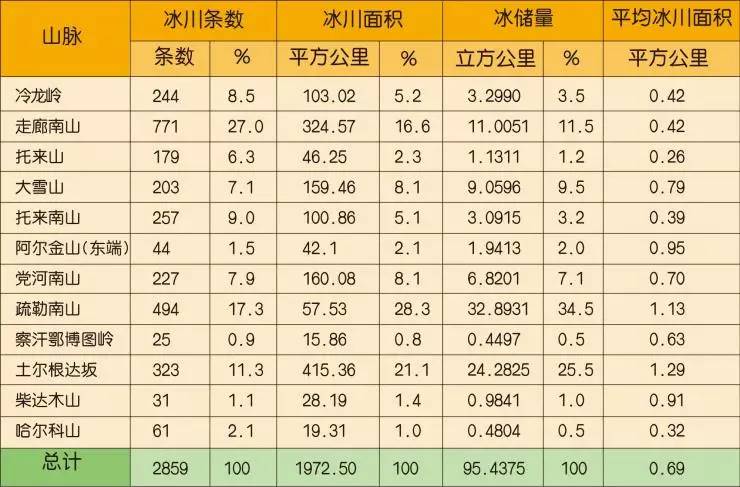 山脉 冰川条数 冰川面积 冰储量 平均冰川面积
条数 % 平方公里 % 立方公里 % 平方公里
冷龙岭 244 8.5 103.02 5.2 3.2990 3.5 0.42
走廊南山 771 27.0 324.57 16.6 11.0051 11.5 0.42
托来山 179 6.3 46.25 2.3 1.1311 1.2 0.26
大雪山 203 7.1 159.46 8.1 9.0596 9.5 0.79
托来南山 257 9.0 100.86 5.1 3.0915 3.2 0.39
阿尔金山(东端) 44 1.5 42.1 2.1 1.9413 2.0 0.95
党河南山 227 7.9 160.08 8.1 6.8201 7.1 0.70
疏勒南山 494 17.3 57.53 28.3 32.8931 34.5 1.13
察汗鄂博图岭 25 0.9 15.86 0.8 0.4497 0.5 0.63
土尔根达坂 323 11.3 415.36 21.1 24.2825 25.5 1.29
柴达木山 31 1.1 28.19 1.4 0.9841 1.0 0.91
哈尔科山 61 2.1 19.31 1.0 0.4804 0.5 0.32
总计 2859 100 1972.50 100 95.4375 100 0.69